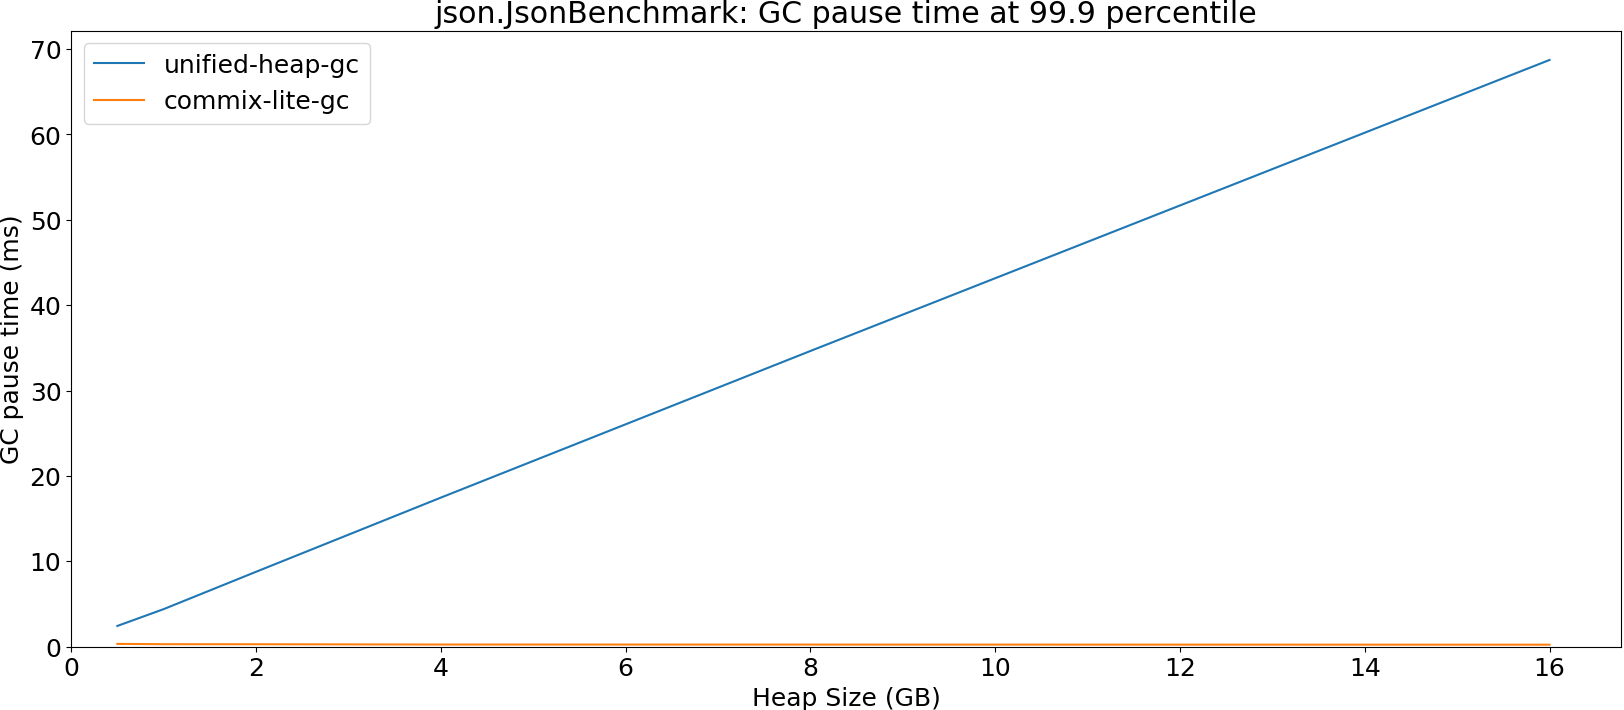 json.JsonBenchmark: GC pause time at 99.9 percentile
unified-heap-gc
commix-lite-gc
GC pause time (ms)
70
60
50
40
30
20
10
0
0 2 4 6 8 10 12 14 16
Heap Size (GB)